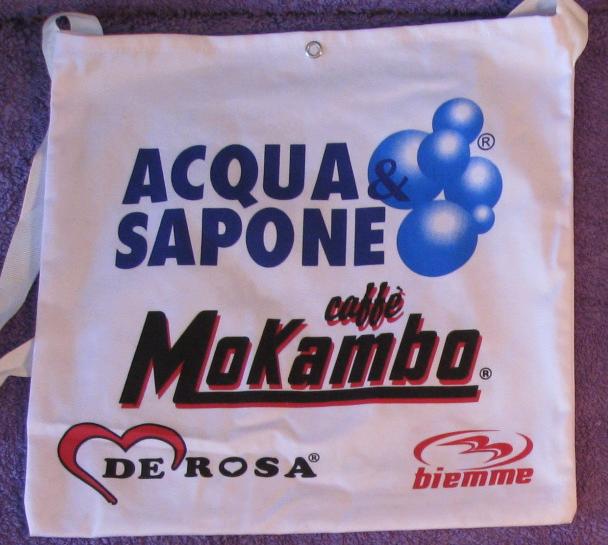 ACQUA &®
SAPONE
caffè
MoKambo®
DE ROSA®
biemme